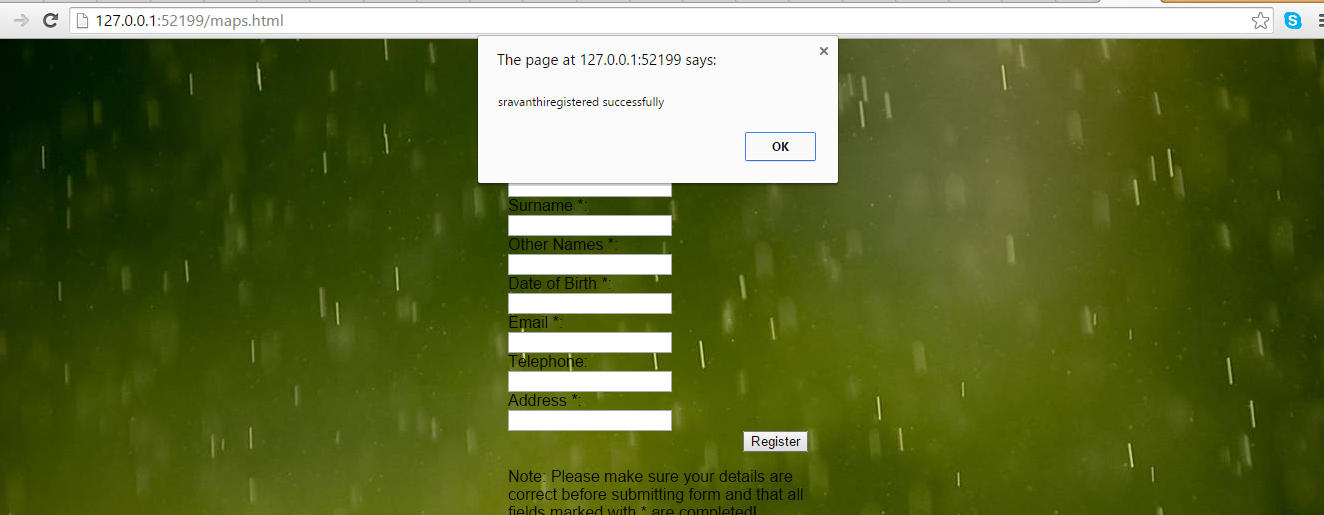 127.0.0.1:52199/maps.html
The page at 127.0.0.1:52199 says:
sravanthiregistered successfully
OK
Surname *:
Other Names *:
Date of Birth *:
Email *:
Telephone:
Address *:
Register
Note: Please make sure your details are
correct before submitting form and that all
fields marked with * are completed!